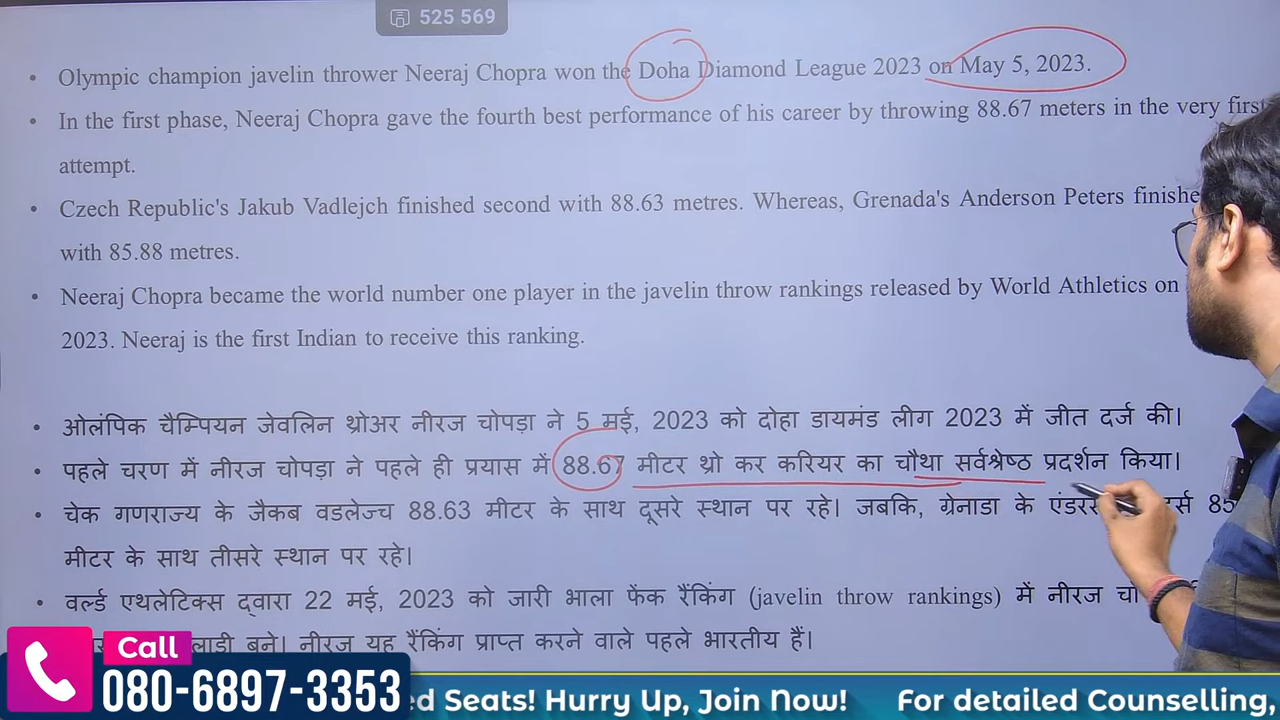 525 569
• Olympic champion javelin thrower Neeraj Chopra won the Doha Diamond League 2023 on May 5, 2023.
• In the first phase, Neeraj Chopra gave the fourth best performance of his career by throwing 88.67 meters in the very first
attempt.
• Czech Republic's Jakub Vadlejch finished second with 88.63 metres. Whereas, Grenada's Anderson Peters
with 85.88 metres.
• Neeraj Chopra became the world number one player in the javelin throw rankings released by World Athletics on
2023. Neeraj is the first Indian to receive this ranking.
• ओलंपिक चैम्पियन जेवलिन थ्रोअर नीरज चोपड़ा ने 5 मई, 2023 को दोहा डायमंड लीग 2023 में जीत दर्ज की।
• पहले चरण में नीरज चोपड़ा ने पहले ही प्रयास में 88.67 मीटर थ्रो कर करियर का चौथा सर्वश्रेष्ठ प्रदर्शन किया।
• चेक गणराज्य के जैकब वडलेज्च 88.63 मीटर के साथ दूसरे स्थान पर रहे। जबकि, ग्रेनाडा के
मीटर के साथ तीसरे स्थान पर रहे।
• वर्ल्ड एथलेटिक्स द्वारा 22 मई, 2023 को जारी भाला फेंक रैंकिंग (javelin throw rankings) में नीरज
बने। नीरज यह रैंकिंग प्राप्त करने वाले पहले भारतीय हैं।
Call
080-6897-3353
Seats! Hurry Up, Join Now! For detailed Counselling,